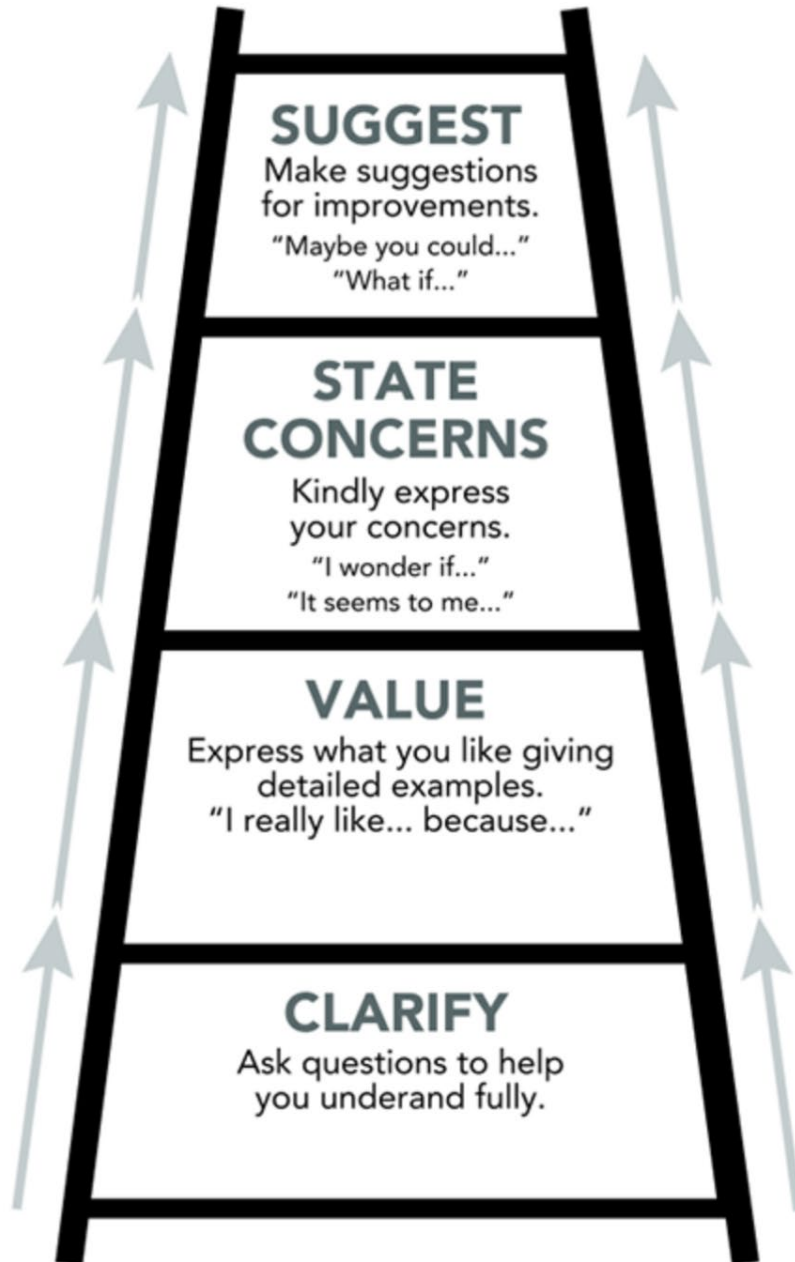 SUGGEST
Make suggestions
for improvements.
“Maybe you could...”
“What if...”
STATE
CONCERNS
Kindly express
your concerns.
“I wonder if...”
“It seems to me...”
VALUE
Express what you like giving
detailed examples.
“I really like... because...”
CLARIFY
Ask questions to help
you underand fully.